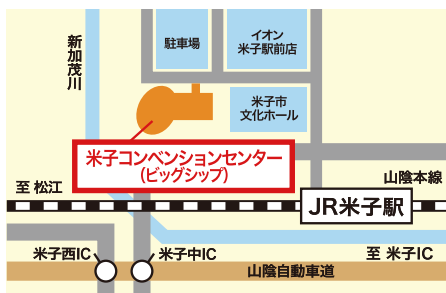 新加茂川
駐車場
イオン
米子駅前店
米子市
文化ホール
米子コンベンションセンター
(ビッグシップ)
山陰本線
至 松江
JR米子駅
米子西IC
米子中IC
至 米子IC
山陰自動車道